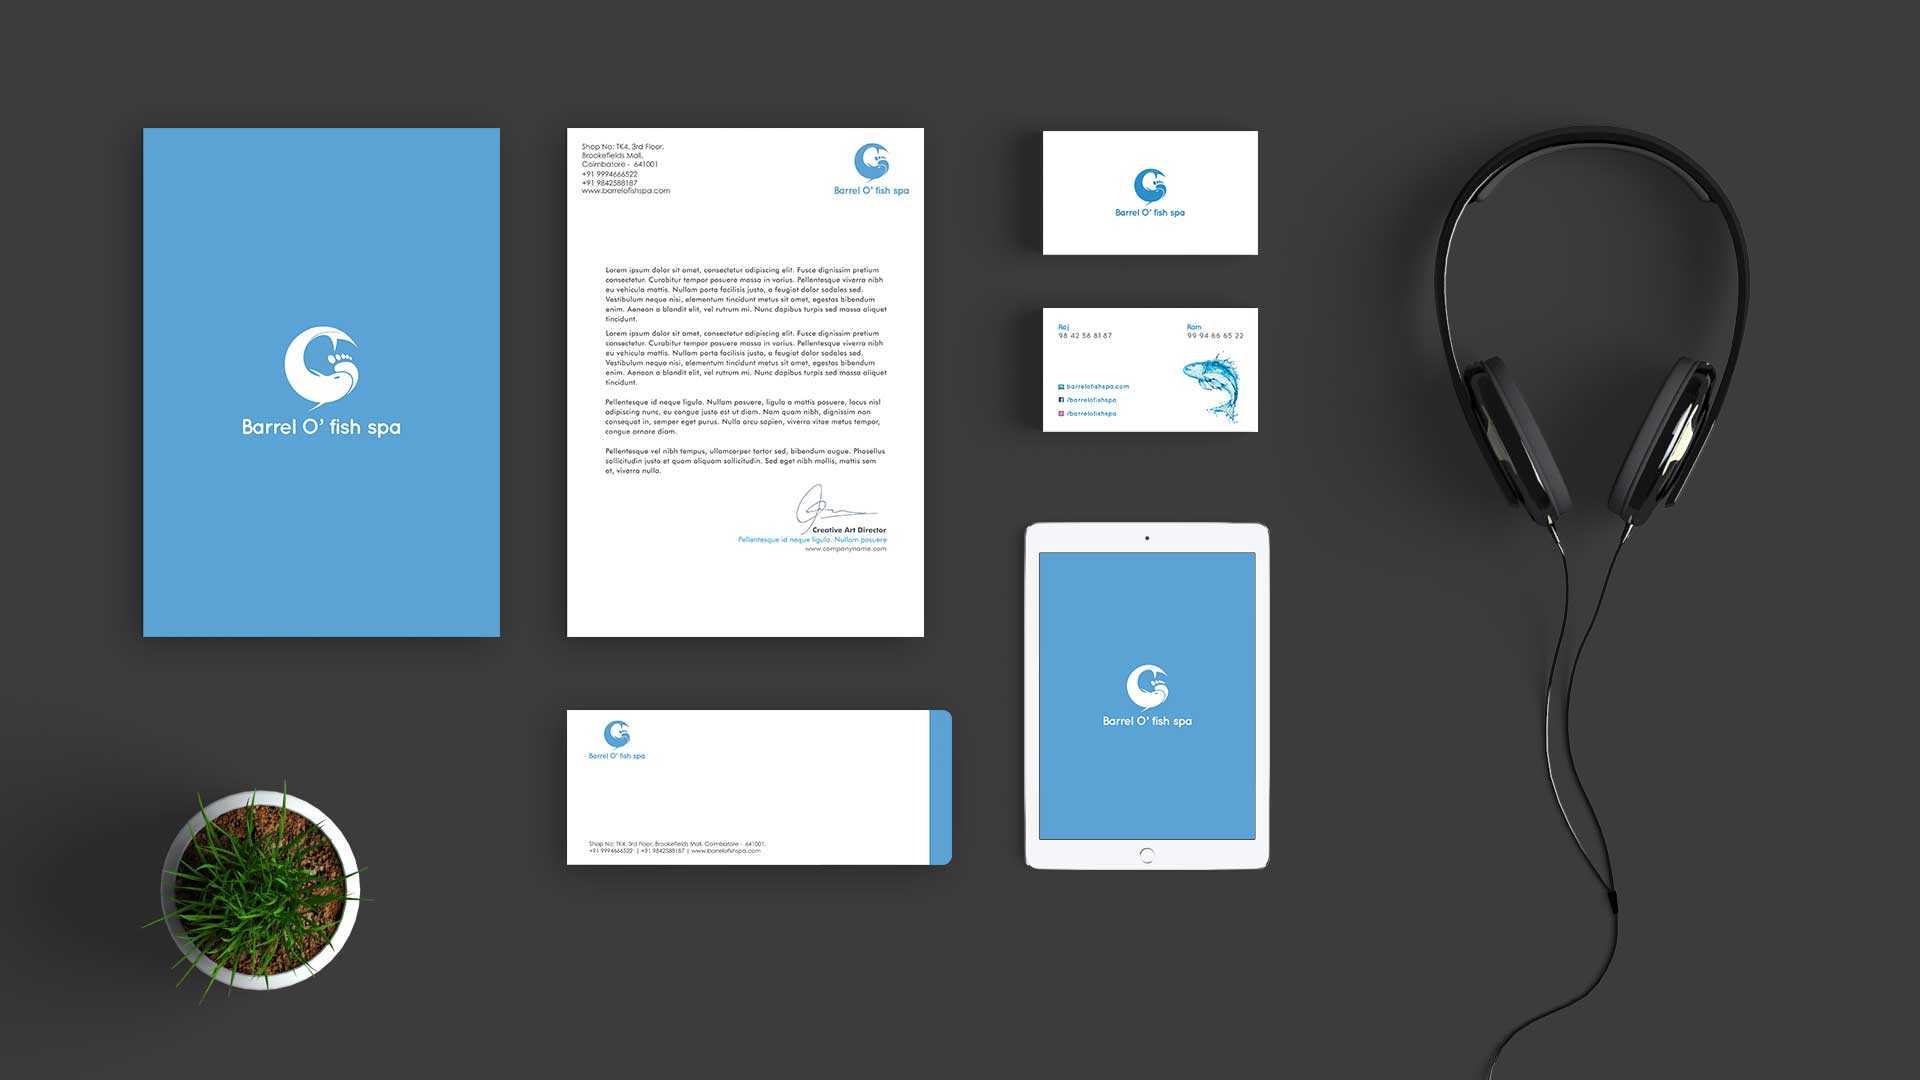 Barrel O' fish spa
Shop No: TK4, 3rd Floor,
Brookefields Mall,
Coimbatore - 641001
+91 9994666522
+91 9842588187
www.barrelofishspa.com
Barrel O' fish spa
Lorem ipsum dolor sit amet, consectetur adipiscing elit. Fusce dignissim pretium
consectetur. Curabitur tempor posuere massa in varius. Pellentesque viverra nibh
eu vehicula mattis. Nullam porta facilisis justo, a feugiat dolor sodales sed.
Vestibulum neque nisi, elementum tincidunt metus sit amet, egestas bibendum
enim. Aenean a blandit elit, vel rutrum mi. Nunc dapibus turpis sed massa aliquet
tincidunt.
Lorem ipsum dolor sit amet, consectetur adipiscing elit. Fusce dignissim pretium
consectetur. Curabitur tempor posuere massa in varius. Pellentesque viverra nibh
eu vehicula mattis. Nullam porta facilisis justo, a feugiat dolor sodales sed.
Vestibulum neque nisi, elementum tincidunt metus sit amet, egestas bibendum
enim. Aenean a blandit elit, vel rutrum mi. Nunc dapibus turpis sed massa aliquet
tincidunt.
Pellentesque id neque ligula. Nullam posuere, ligula a mattis posuere, lacus nisl
adipiscing nunc, eu congue justo est ut diam. Nam quam nibh, dignissim non
consequat in, semper eget purus. Nulla arcu sapien, viverra vitae metus tempor,
congue ornare diam.
Pellentesque vel nibh tempus, ullamcorper tortor sed, bibendum augue. Phasellus
sollicitudin justo et quam aliquam sollicitudin. Sed eget nibh mollis, mattis sem
at, viverra nulla.
Creative Art Director
Pellentesque id neque ligula. Nullam posuere
www.companyname.com
Barrel O' fish spa
Raj
98 42 58 81 87
Ram
99 94 66 65 22
barrelofishspa.com
/barrelofishspa
/barrelofishspa
Barrel O' fish spa
Shop No: TK4, 3rd Floor, Brookefields Mall, Coimbatore - 641001.
+91 9994666522 | +91 9842588187 | www.barrelofishspa.com
Barrel O' fish spa